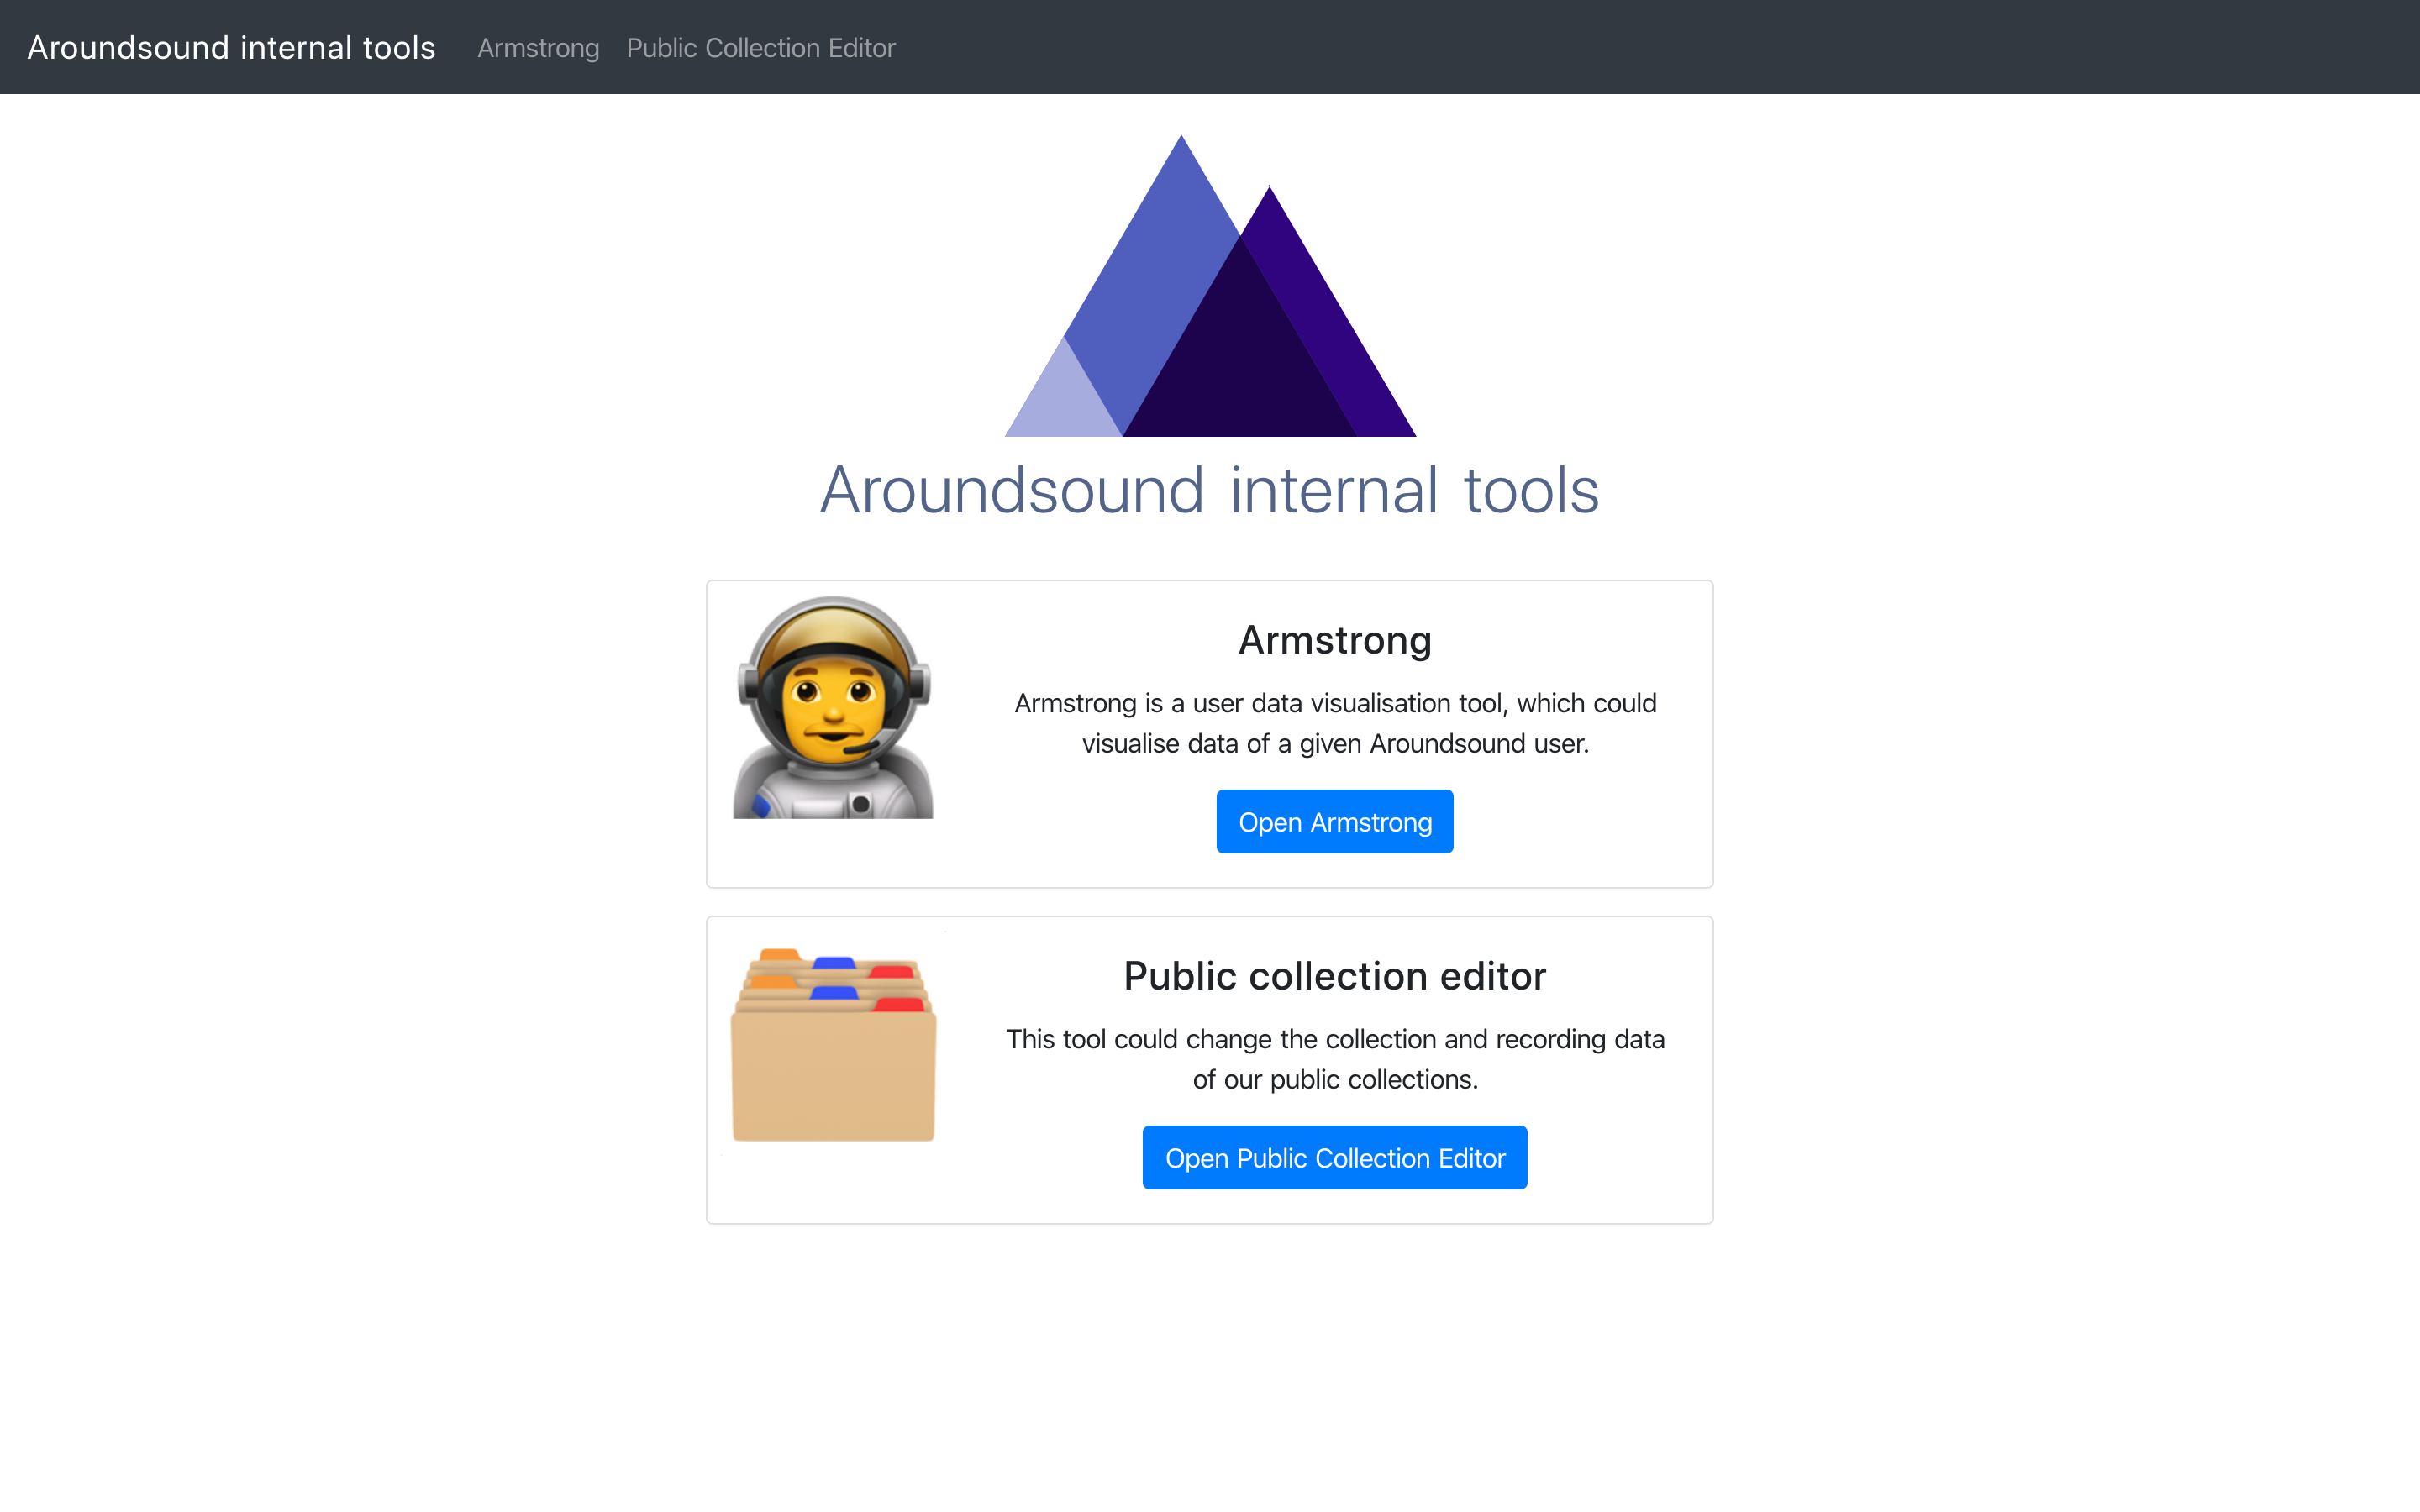 Aroundsound internal tools Armstrong Public Collection Editor
Aroundsound internal tools
Armstrong
Armstrong is a user data visualisation tool, which could
visualise data of a given Aroundsound user.
Open Armstrong
Public collection editor
This tool could change the collection and recording data
of our public collections.
Open Public Collection Editor